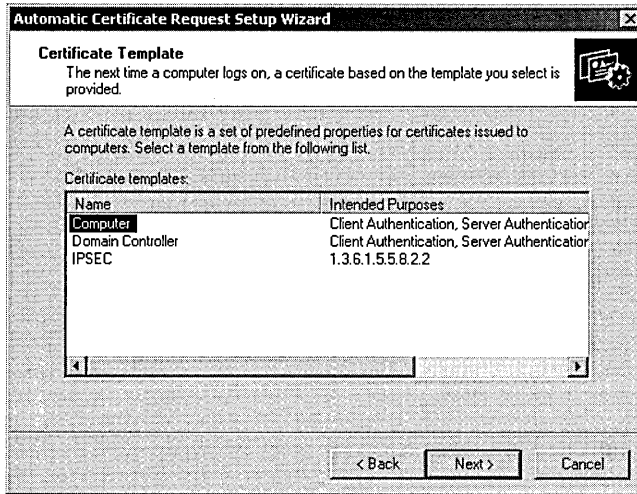 Automatic Certificate Request Setup Wizard
Certificate Template
The next time a computer logs on, a certificate based on the template you select is
provided.
A certificate template is a set of predefined properties for certificates issued to
computers. Select a template from the following list.
Certificate templates:
Name Intended Purposes
Computer Client Authentication, Server Authentication
Domain Controller Client Authentication, Server Authentication
IPSEC 1.3.6.1.5.5.8.2.2
< Back Next > Cancel